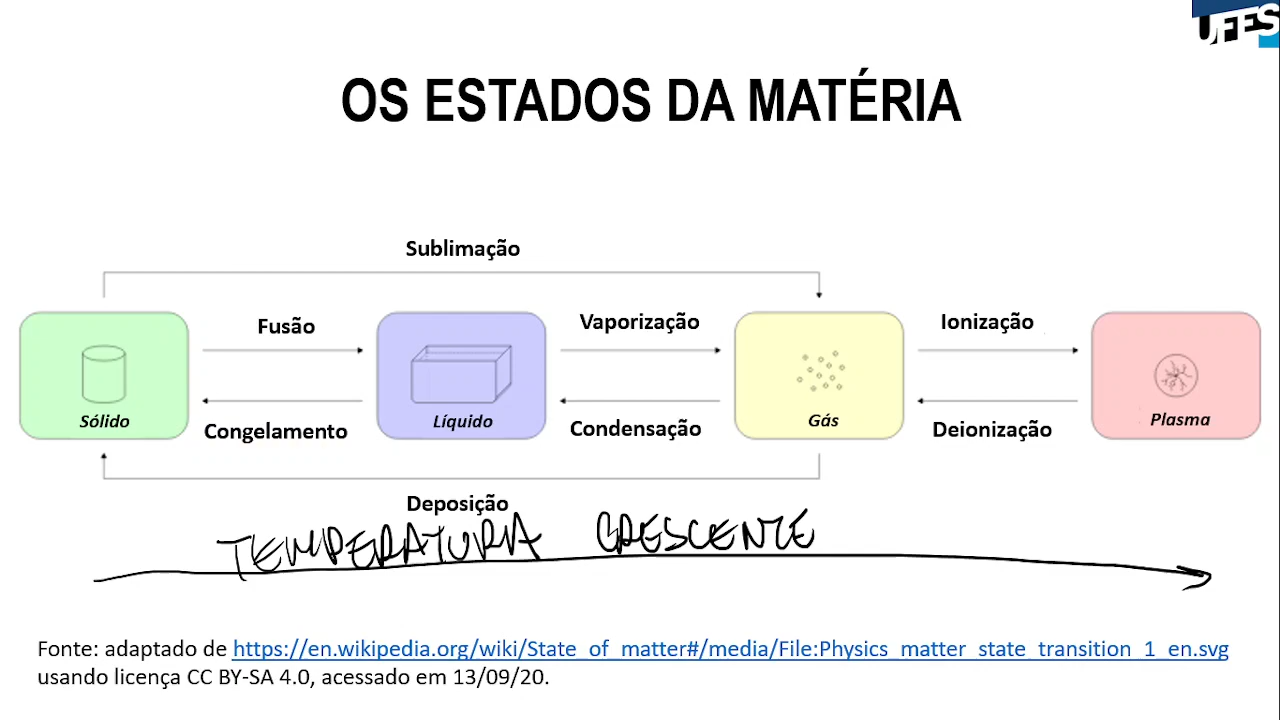 UFES
OS ESTADOS DA MATÉRIA
Sublimação
Fusão
Vaporização
Ionização
Sólido
Líquido
Gás
Plasma
Congelamento
Condensação
Deionização
Deposição
TEMPERATURA CRESCENTE
Fonte: adaptado de https://en.wikipedia.org/wiki/State_of_matter#/media/File:Physics_matter_state_transition_1_en.svg
usando licença CC BY-SA 4.0, acessado em 13/09/20.